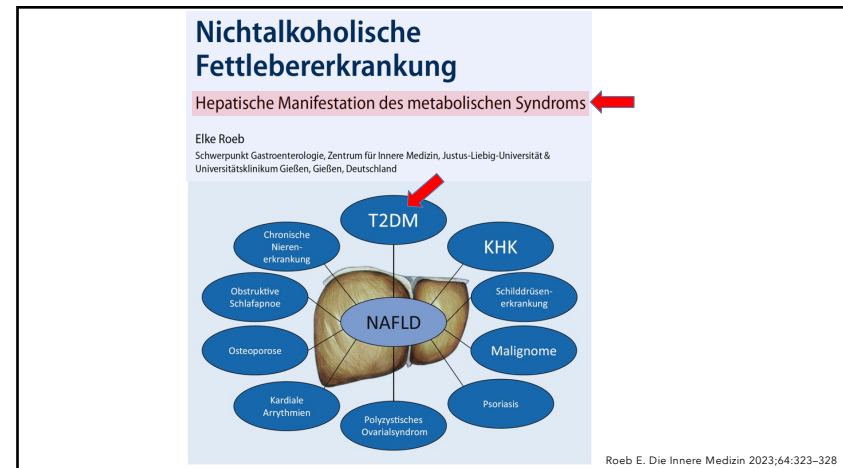 Nichtalkoholische
Fettlebererkrankung
Hepatische Manifestation des metabolischen Syndroms
Elke Roeb
Schwerpunkt Gastroenterologie, Zentrum für Innere Medizin, Justus-Liebig-Universität &
Universitätsklinikum Gießen, Gießen, Deutschland
T2DM
Chronische
Nieren-
erkrankung
KHK
Obstruktive
Schlafapnoe
Schilddrüsen-
erkrankung
NAFLD
Osteoporose
Malignome
Kardiale
Arrytmien
Polyzystisches
Ovarialsyndrom
Psoriasis
Roeb E. Die Innere Medizin 2023;64:323–328